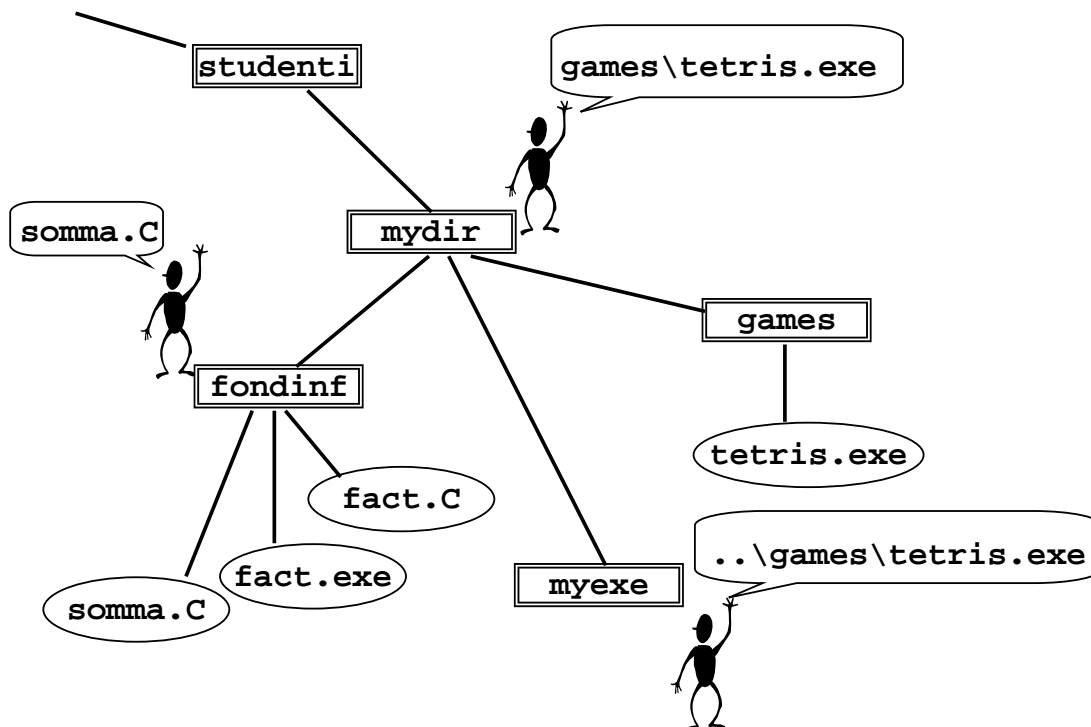 studenti
games\tetris.exe
somma.C
mydir
games
fondinf
tetris.exe
fact.C
..\games\tetris.exe
fact.exe
myexe
somma.C